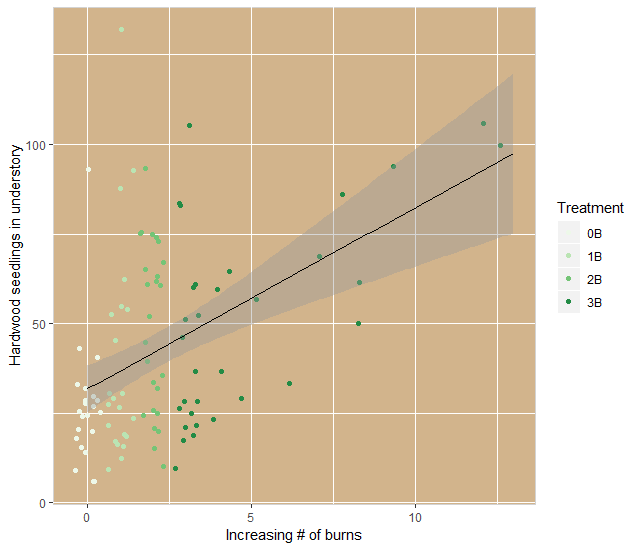 Hardwood seedlings in understory
100
50
0
0 5 10
Increasing # of burns
Treatment
0B
1B
2B
3B